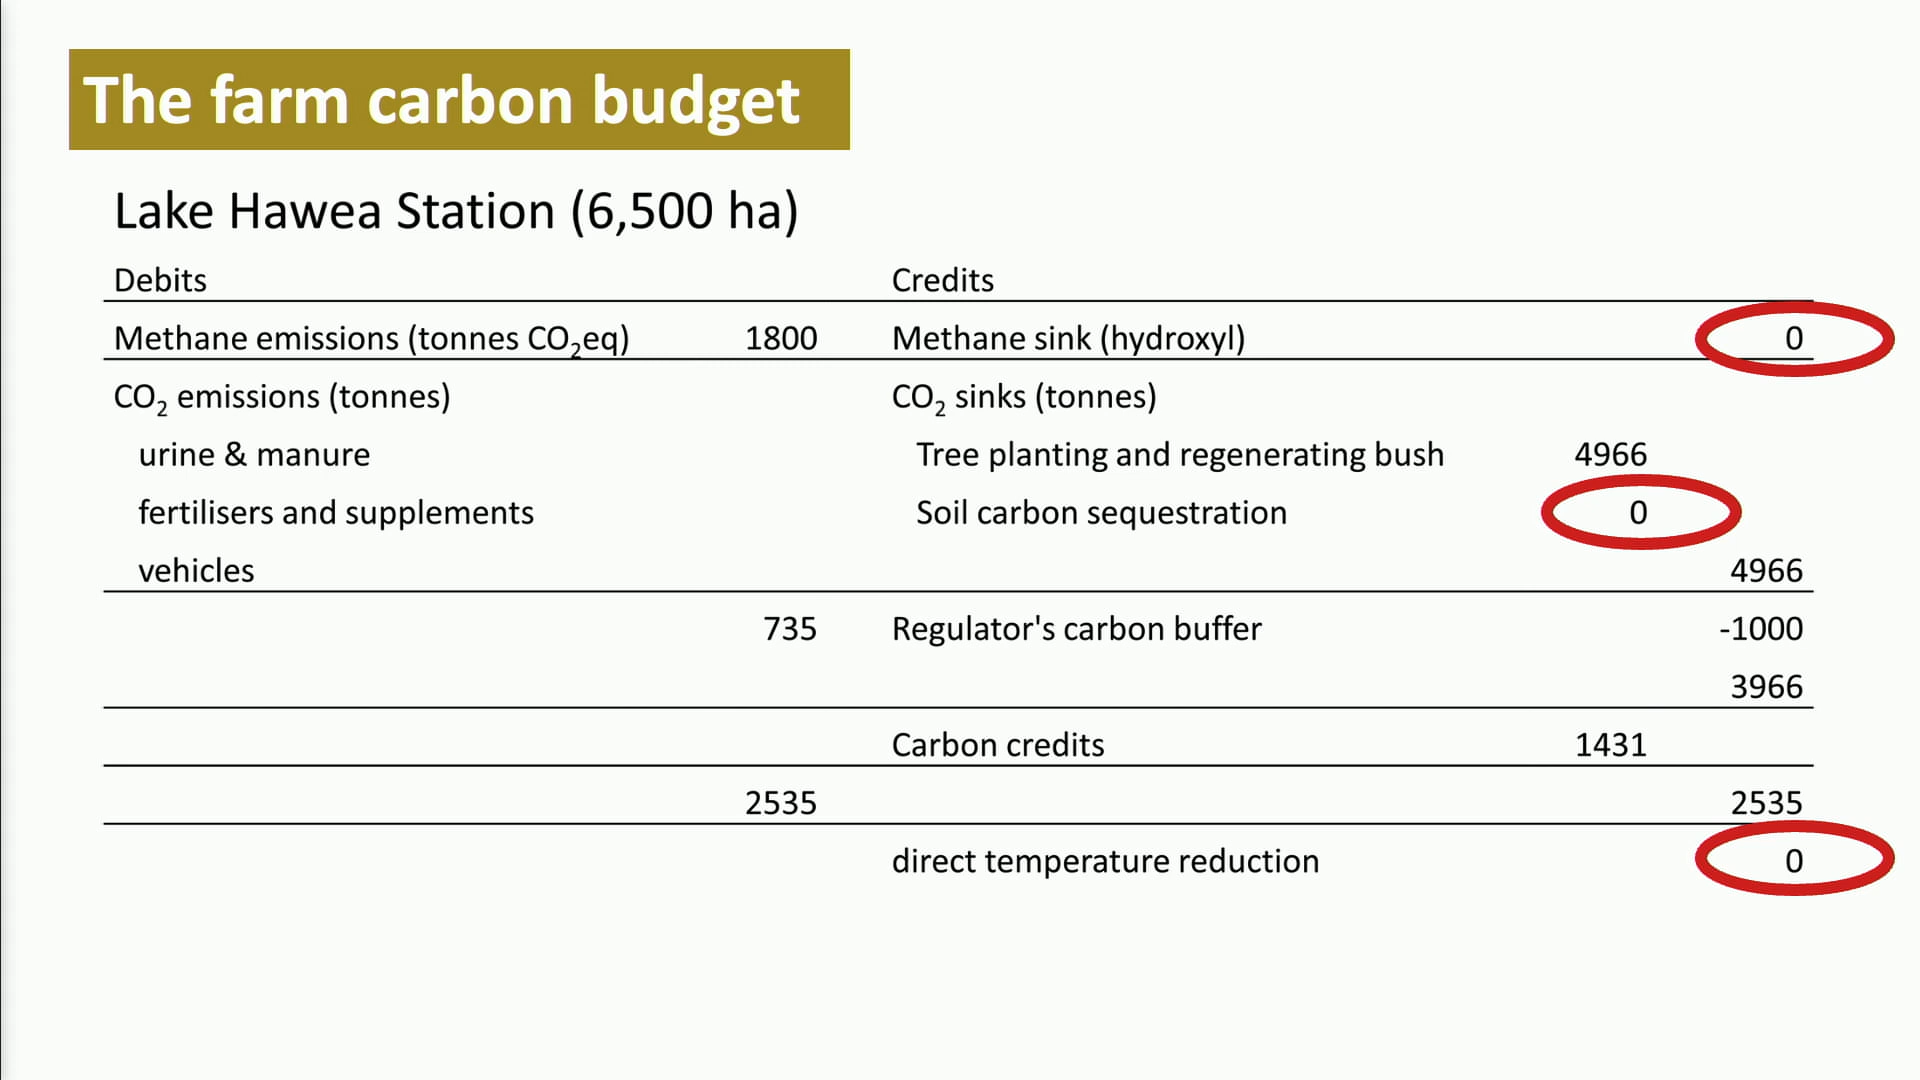 The farm carbon budget
Lake Hawea Station (6,500 ha)
Debits Credits
Methane emissions (tonnes CO₂eq) 1800 Methane sink (hydroxyl) 0
CO₂ emissions (tonnes) CO₂ sinks (tonnes)
urine & manure Tree planting and regenerating bush 4966
fertilisers and supplements Soil carbon sequestration 0
vehicles 4966
735 Regulator's carbon buffer -1000
3966
Carbon credits 1431
2535 2535
direct temperature reduction 0